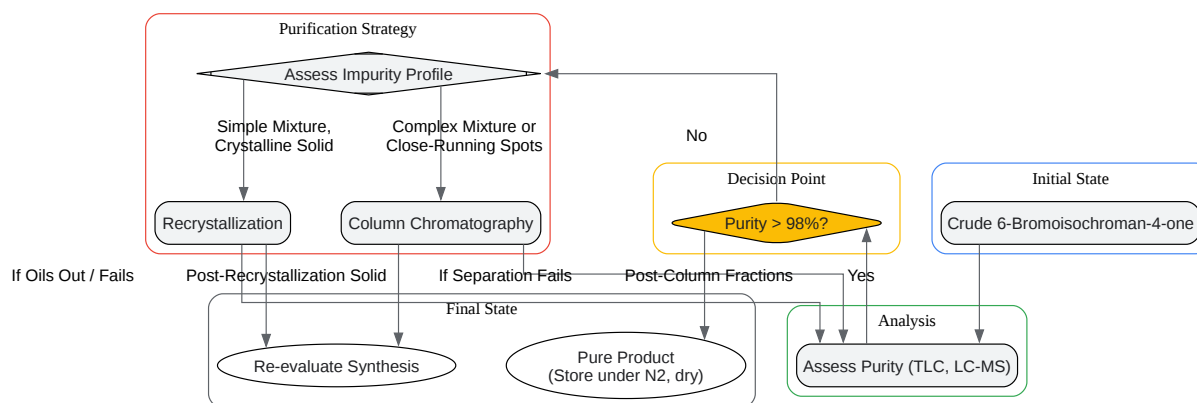 Purification Strategy
Assess Impurity Profile
Simple Mixture,
Crystalline Solid
Complex Mixture or
Close-Running Spots
No
Decision Point
Initial State
Recrystallization
Column Chromatography
Purity > 98%?
Crude 6-Bromoisochroman-4-one
If Oils Out / Fails
Post-Recrystallization Solid
If Separation Fails
Post-Column Fractions
Yes
Final State
Analysis
Re-evaluate Synthesis
Pure Product
(Store under N2, dry)
Assess Purity (TLC, LC-MS)